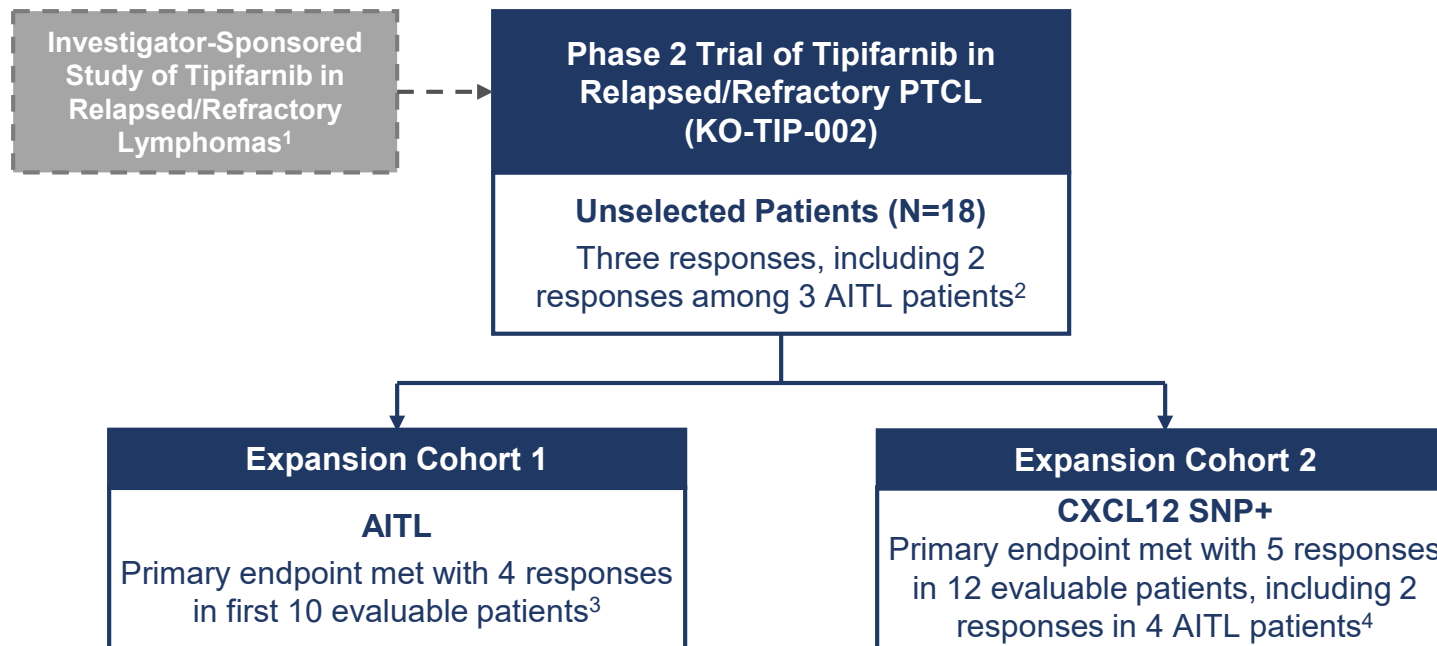 Investigator-Sponsored
Study of Tipifarnib in
Relapsed/Refractory
Lymphomas¹
Phase 2 Trial of Tipifarnib in
Relapsed/Refractory PTCL
(KO-TIP-002)
Unselected Patients (N=18)
Three responses, including 2
responses among 3 AITL patients²
Expansion Cohort 1
AITL
Primary endpoint met with 4 responses
in first 10 evaluable patients³
Expansion Cohort 2
CXCL12 SNP+
Primary endpoint met with 5 responses
in 12 evaluable patients, including 2
responses in 4 AITL patients⁴